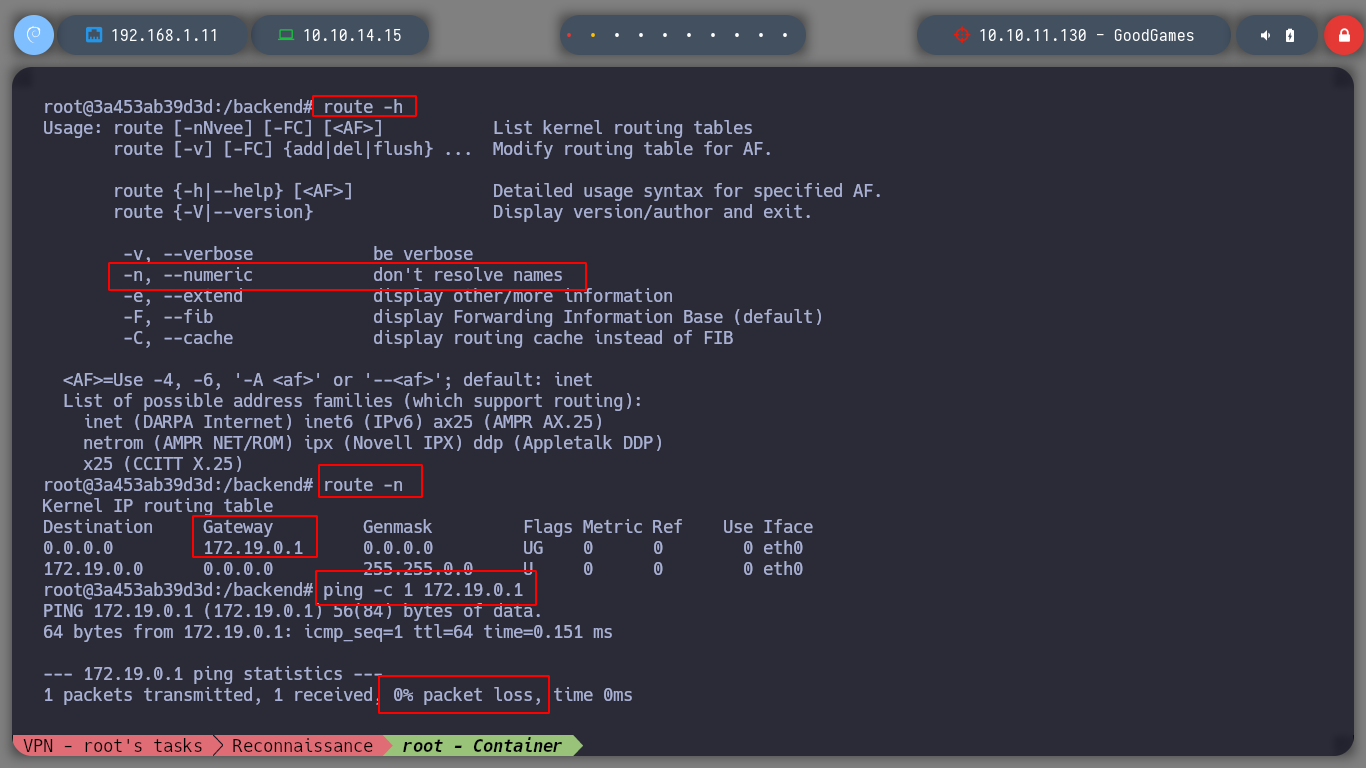 192.168.1.11
10.10.14.15
10.10.11.130 - GoodGames
root@3a453ab39d3d:/backend# route -h
Usage: route [-nNvee] [-FC] [<AF>]           List kernel routing tables
       route [-v] [-FC] {add|del|flush} ...  Modify routing table for AF.
       route {-h|--help} [<AF>]              Detailed usage syntax for specified AF.
       route {-V|--version}                  Display version/author and exit.
        -v, --verbose            be verbose
        -n, --numeric            don't resolve names
        -e, --extend             display other/more information
        -F, --fib                display Forwarding Information Base (default)
        -C, --cache              display routing cache instead of FIB
  <AF>=Use -4, -6, '-A <af>' or '--<af>'; default: inet
  List of possible address families (which support routing):
    inet (DARPA Internet) inet6 (IPv6) ax25 (AMPR AX.25)
    netrom (AMPR NET/ROM) ipx (Novell IPX) ddp (Appletalk DDP)
    x25 (CCITT X.25)
root@3a453ab39d3d:/backend# route -n
Kernel IP routing table
Destination     Gateway         Genmask         Flags Metric Ref    Use Iface
0.0.0.0         172.19.0.1      0.0.0.0         UG    0      0        0 eth0
172.19.0.0      0.0.0.0         255.255.0.0     U     0      0        0 eth0
root@3a453ab39d3d:/backend# ping -c 1 172.19.0.1
PING 172.19.0.1 (172.19.0.1) 56(84) bytes of data.
64 bytes from 172.19.0.1: icmp_seq=1 ttl=64 time=0.151 ms
--- 172.19.0.1 ping statistics ---
1 packets transmitted, 1 received, 0% packet loss, time 0ms
VPN - root's tasks
Reconnaissance
root - Container